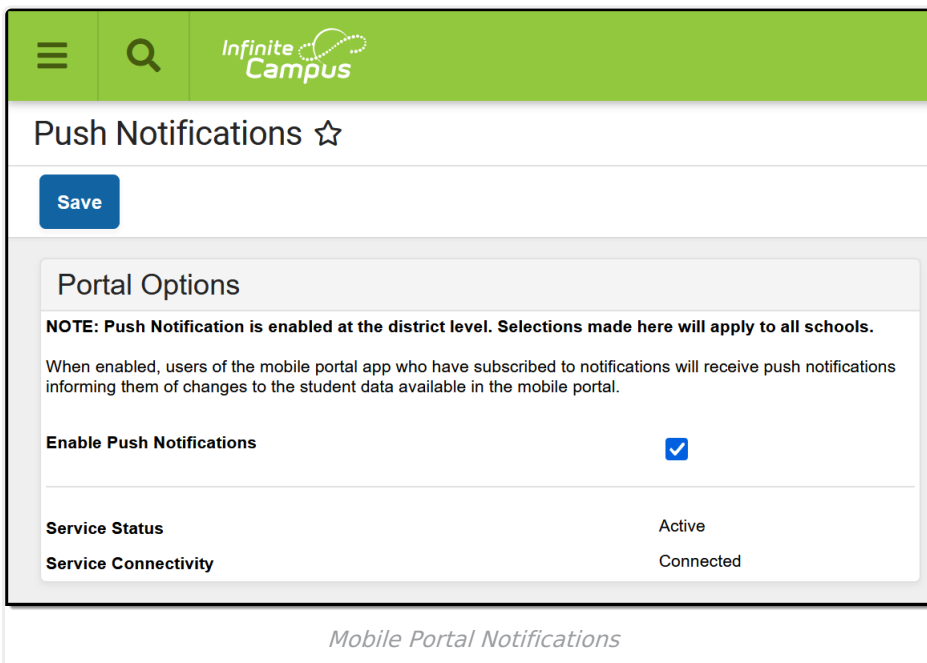 Infinite
Campus
Push Notifications
Save
Portal Options
NOTE: Push Notification is enabled at the district level. Selections made here will apply to all schools.
When enabled, users of the mobile portal app who have subscribed to notifications will receive push notifications
informing them of changes to the student data available in the mobile portal.
Enable Push Notifications
Service Status Active
Service Connectivity Connected
Mobile Portal Notifications